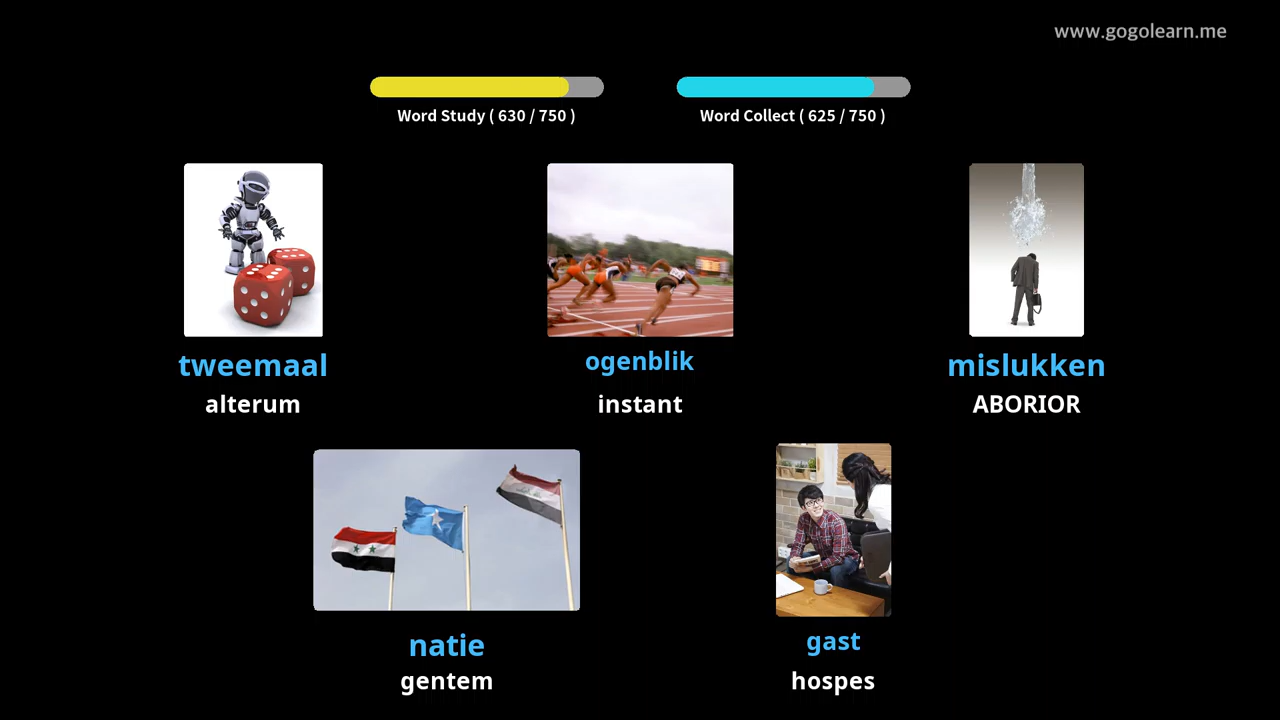 www.gogolearn.me
Word Study ( 630 / 750 )
Word Collect ( 625 / 750 )
tweemaal
alterum
ogenblik
instant
mislukken
ABORIOR
natie
gentem
gast
hospes